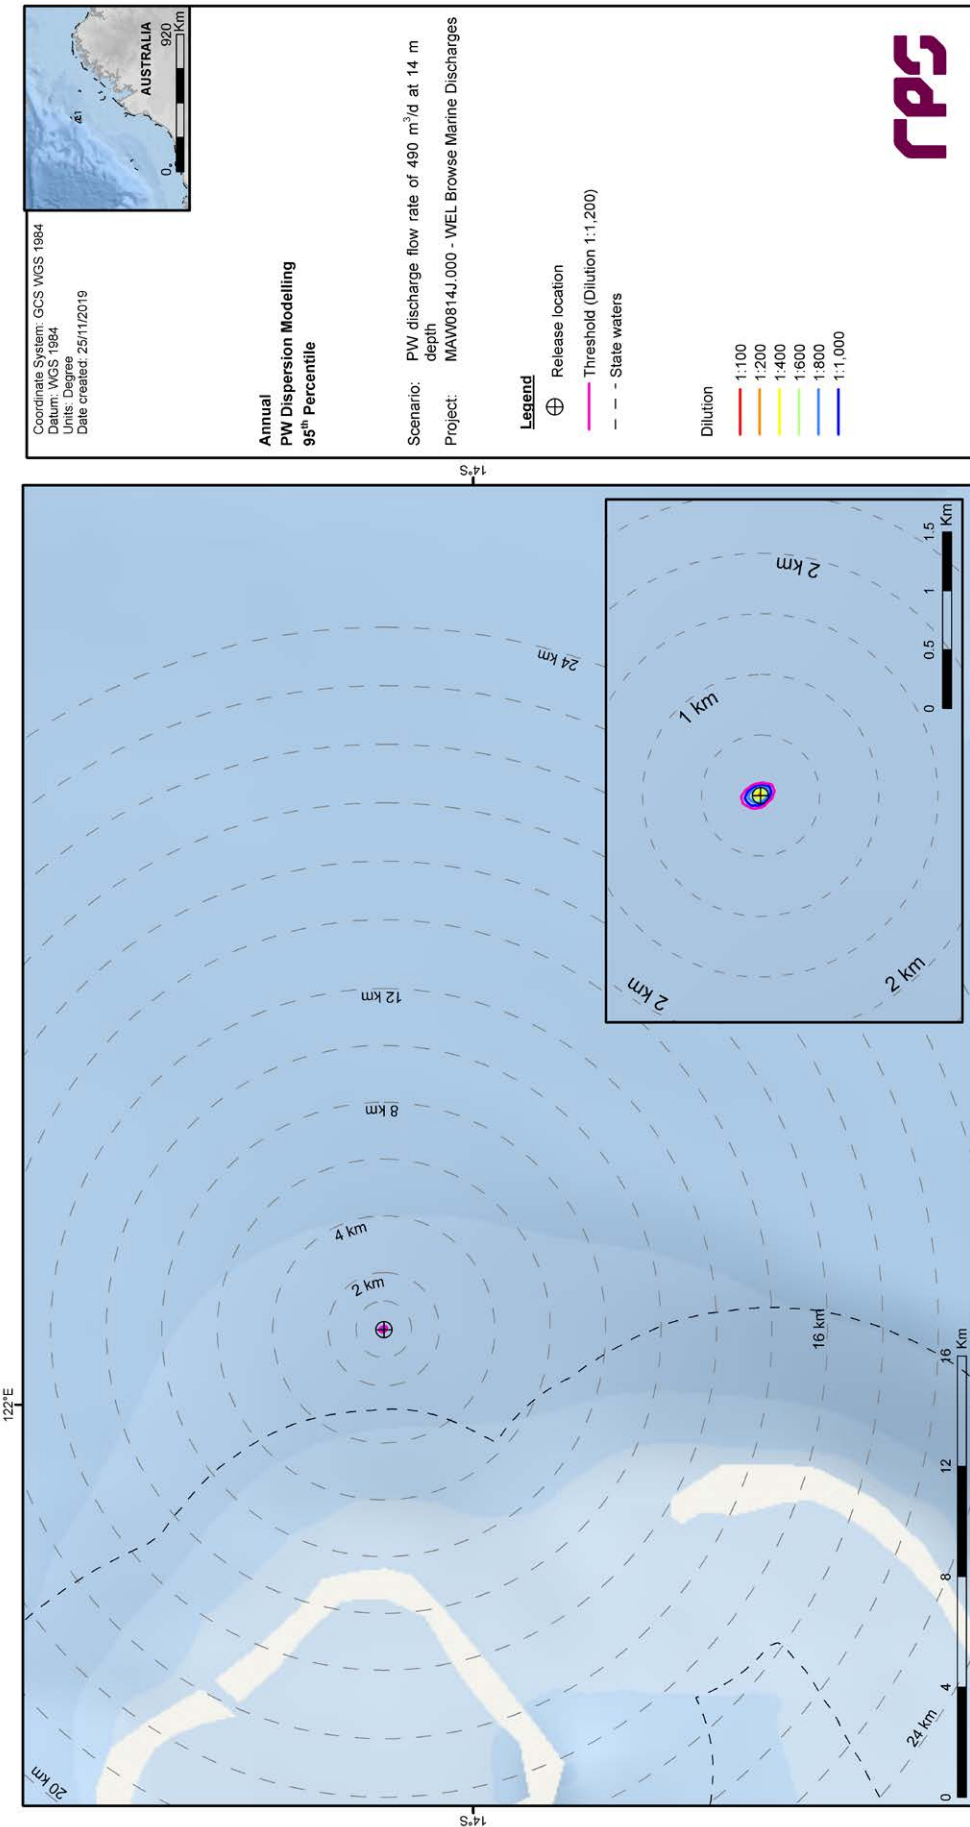 122°E
14°S
14°S
20 km
2 km
4 km
8 km
12 km
24 km
16 km
24 km
0 4 8 12 16
Km
1 km
2 km
2 km
2 km
0 0.5 1 1.5
Km
Coordinate System: GCS WGS 1984
Datum: WGS 1984
Units: Degree
Date created: 25/11/2019
AUSTRALIA
0 920
Km
Annual
PW Dispersion Modelling
95th Percentile
Scenario: PW discharge flow rate of 490 m³/d at 14 m
depth
Project: MAW0814J.000 - WEL Browse Marine Discharges
Legend
Release location
Threshold (Dilution 1:1,200)
State waters
Dilution
1:100
1:200
1:400
1:600
1:800
1:1,000
rps